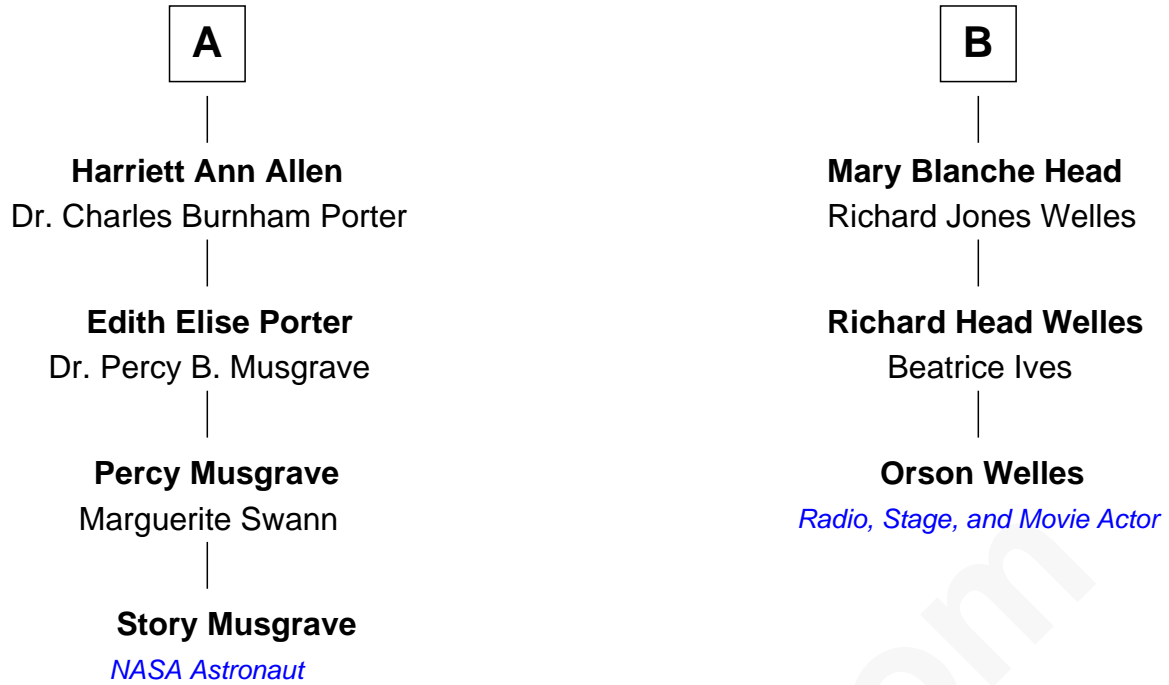 A
Harriett Ann Allen
Dr. Charles Burnham Porter
Edith Elise Porter
Dr. Percy B. Musgrave
Percy Musgrave
Marguerite Swann
Story Musgrave
NASA Astronaut
B
Mary Blanche Head
Richard Jones Welles
Richard Head Welles
Beatrice Ives
Orson Welles
Radio, Stage, and Movie Actor
om